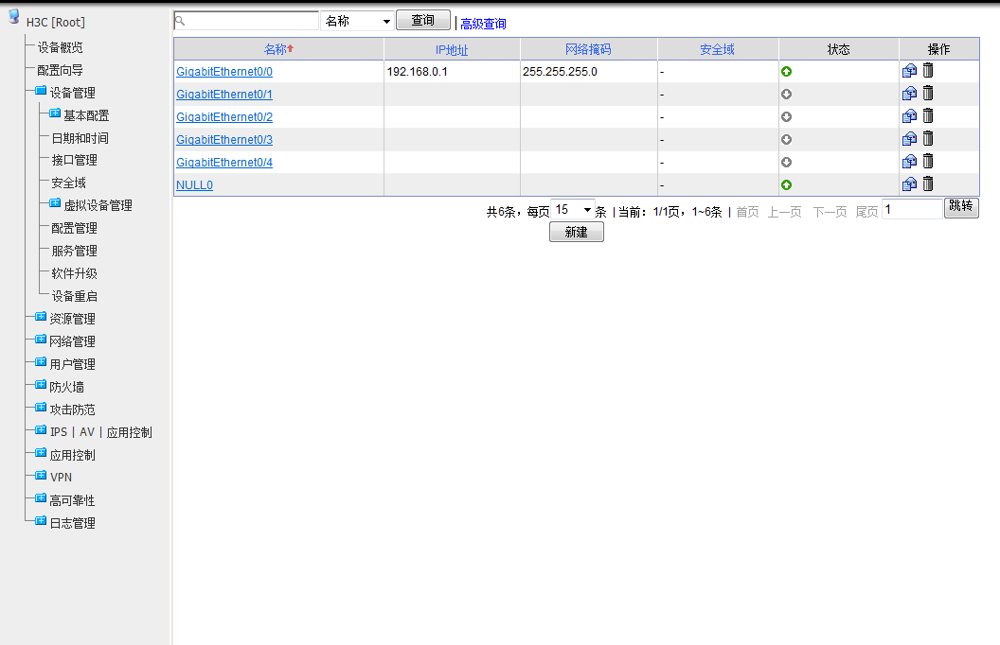 H3C [Root]
设备概览
配置向导
设备管理
基本配置
日期和时间
接口管理
安全域
虚拟设备管理
配置管理
服务管理
软件升级
设备重启
资源管理
网络管理
用户管理
防火墙
攻击防范
IPS | AV | 应用控制
应用控制
VPN
高可靠性
日志管理
名称 查询 | 高级查询
名称 IP地址 网络掩码 安全域 状态 操作
GigabitEthernet0/0 192.168.0.1 255.255.255.0 -
GigabitEthernet0/1 -
GigabitEthernet0/2 -
GigabitEthernet0/3 -
GigabitEthernet0/4 -
NULL0 -
共6条，每页 15 条 | 当前：1/1页，1~6条 | 首页 上一页 下一页 尾页 1 跳转
新建